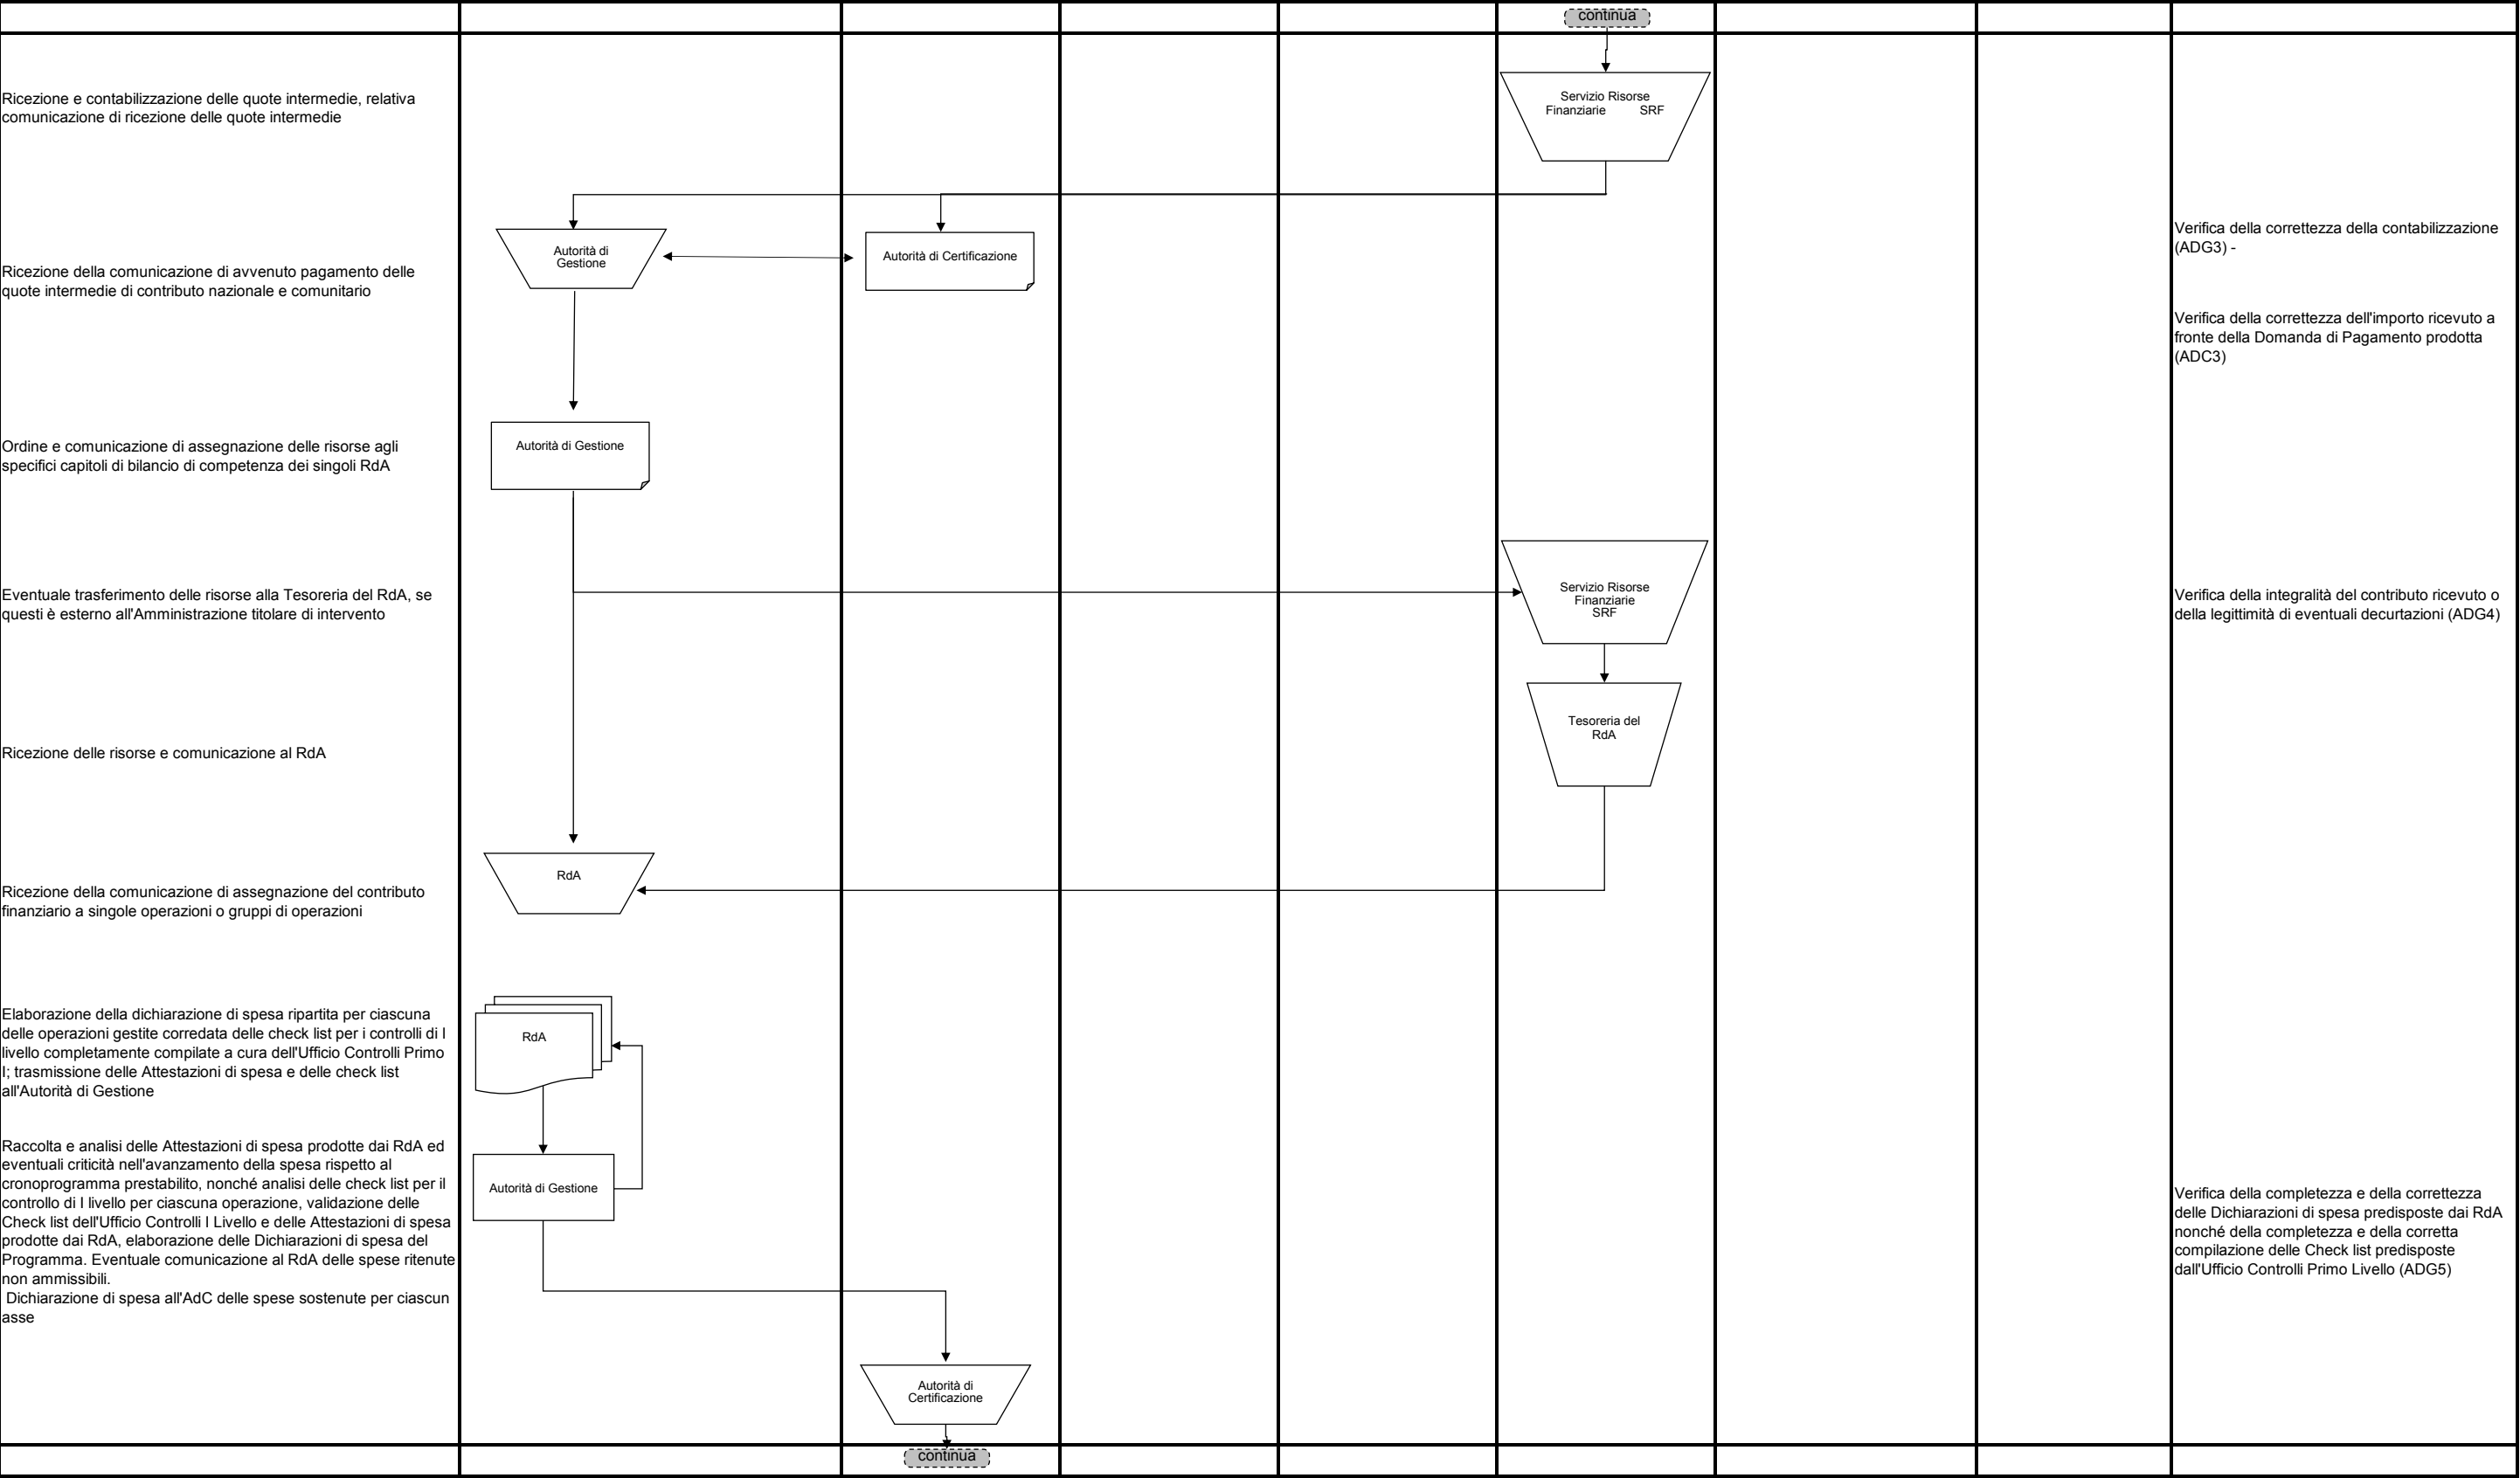 continua
Ricezione e contabilizzazione delle quote intermedie, relativa
comunicazione di ricezione delle quote intermedie
Servizio Risorse
Finanziarie SRF
Autorità di
Gestione
Autorità di Certificazione
Verifica della correttezza della contabilizzazione
(ADG3) -
Ricezione della comunicazione di avvenuto pagamento delle
quote intermedie di contributo nazionale e comunitario
Verifica della correttezza dell'importo ricevuto a
fronte della Domanda di Pagamento prodotta
(ADC3)
Ordine e comunicazione di assegnazione delle risorse agli
specifici capitoli di bilancio di competenza dei singoli RdA
Autorità di Gestione
Eventuale trasferimento delle risorse alla Tesoreria del RdA, se
questi è esterno all'Amministrazione titolare di intervento
Servizio Risorse
Finanziarie
SRF
Verifica della integralità del contributo ricevuto o
della legittimità di eventuali decurtazioni (ADG4)
Tesoreria del
RdA
Ricezione delle risorse e comunicazione al RdA
RdA
Ricezione della comunicazione di assegnazione del contributo
finanziario a singole operazioni o gruppi di operazioni
Elaborazione della dichiarazione di spesa ripartita per ciascuna
delle operazioni gestite corredata delle check list per i controlli di I
livello completamente compilate a cura dell'Ufficio Controlli Primo
l; trasmissione delle Attestazioni di spesa e delle check list
all'Autorità di Gestione
RdA
Raccolta e analisi delle Attestazioni di spesa prodotte dai RdA ed
eventuali criticità nell'avanzamento della spesa rispetto al
cronoprogramma prestabilito, nonché analisi delle check list per il
controllo di I livello per ciascuna operazione, validazione delle
Check list dell'Ufficio Controlli I Livello e delle Attestazioni di spesa
prodotte dai RdA, elaborazione delle Dichiarazioni di spesa del
Programma. Eventuale comunicazione al RdA delle spese ritenute
non ammissibili.
Dichiarazione di spesa all'AdC delle spese sostenute per ciascun
asse
Autorità di Gestione
Verifica della completezza e della correttezza
delle Dichiarazioni di spesa predisposte dai RdA
nonché della completezza e della corretta
compilazione delle Check list predisposte
dall'Ufficio Controlli Primo Livello (ADG5)
Autorità di
Certificazione
continua